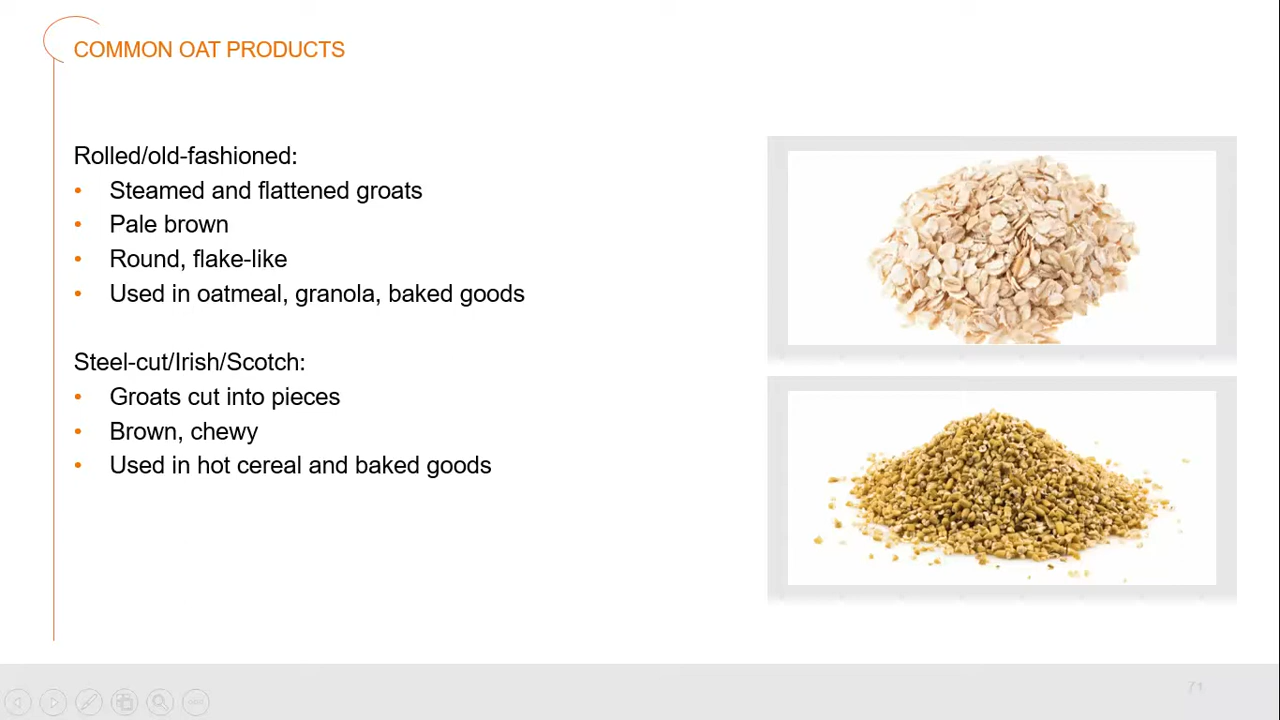 COMMON OAT PRODUCTS
Rolled/old-fashioned:
• Steamed and flattened groats
• Pale brown
• Round, flake-like
• Used in oatmeal, granola, baked goods
Steel-cut/Irish/Scotch:
• Groats cut into pieces
• Brown, chewy
• Used in hot cereal and baked goods
71